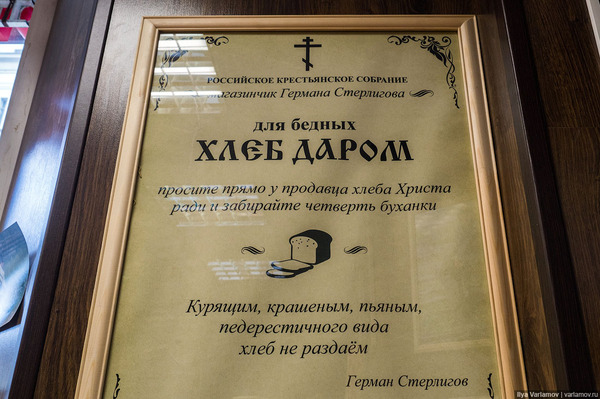 РОССИЙСКОЕ КРЕСТЬЯНСКОЕ СОБРАНИЕ
магазинчик Германа Стерлигова
для бедных
ХЛЕБ ДАРОМ
просите прямо у продавца хлеба Христа
ради и забирайте четверть буханки
Курящим, крашеным, пьяным,
педерестичного вида
хлеб не раздаём
Герман Стерлигов
Ilya Varlamov | varlamov.ru